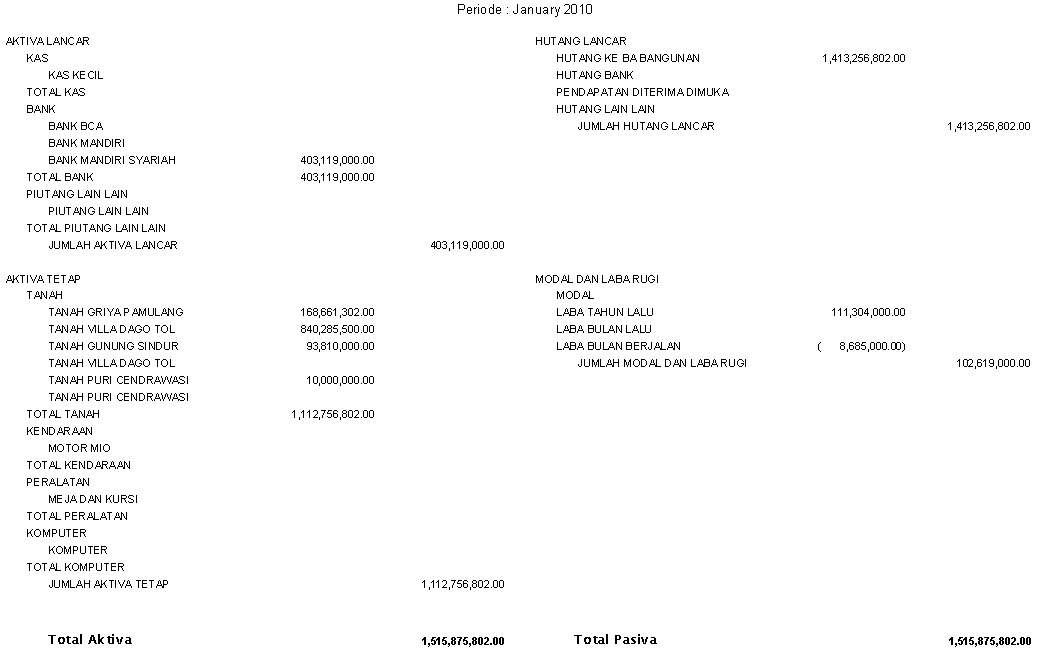 Periode : January 2010
AKTIVA LANCAR
KAS
KAS KECIL
TOTAL KAS
BANK
BANK BCA
BANK MANDIRI
BANK MANDIRI SYARIAH 403,119,000.00
TOTAL BANK 403,119,000.00
PIUTANG LAIN LAIN
PIUTANG LAIN LAIN
TOTAL PIUTANG LAIN LAIN
JUMLAH AKTIVA LANCAR 403,119,000.00
HUTANG LANCAR
HUTANG KE BA BANGUNAN 1,413,256,802.00
HUTANG BANK
PENDAPATAN DITERIMA DIMUKA
HUTANG LAIN LAIN
JUMLAH HUTANG LANCAR 1,413,256,802.00
AKTIVA TETAP
TANAH
TANAH GRIYA PAMULANG 168,661,302.00
TANAH VILLA DAGO TOL 840,285,500.00
TANAH GUNUNG SINDUR 93,810,000.00
TANAH VILLA DAGO TOL
TANAH PURI CENDRAWASI 10,000,000.00
TANAH PURI CENDRAWASI
TOTAL TANAH 1,112,756,802.00
KENDARAAN
MOTOR MIO
TOTAL KENDARAAN
PERALATAN
MEJA DAN KURSI
TOTAL PERALATAN
KOMPUTER
KOMPUTER
TOTAL KOMPUTER
JUMLAH AKTIVA TETAP 1,112,756,802.00
MODAL DAN LABA RUGI
MODAL
LABA TAHUN LALU 111,304,000.00
LABA BULAN LALU
LABA BULAN BERJALAN ( 8,685,000.00)
JUMLAH MODAL DAN LABA RUGI 102,619,000.00
Total Aktiva 1,515,875,802.00
Total Pasiva 1,515,875,802.00